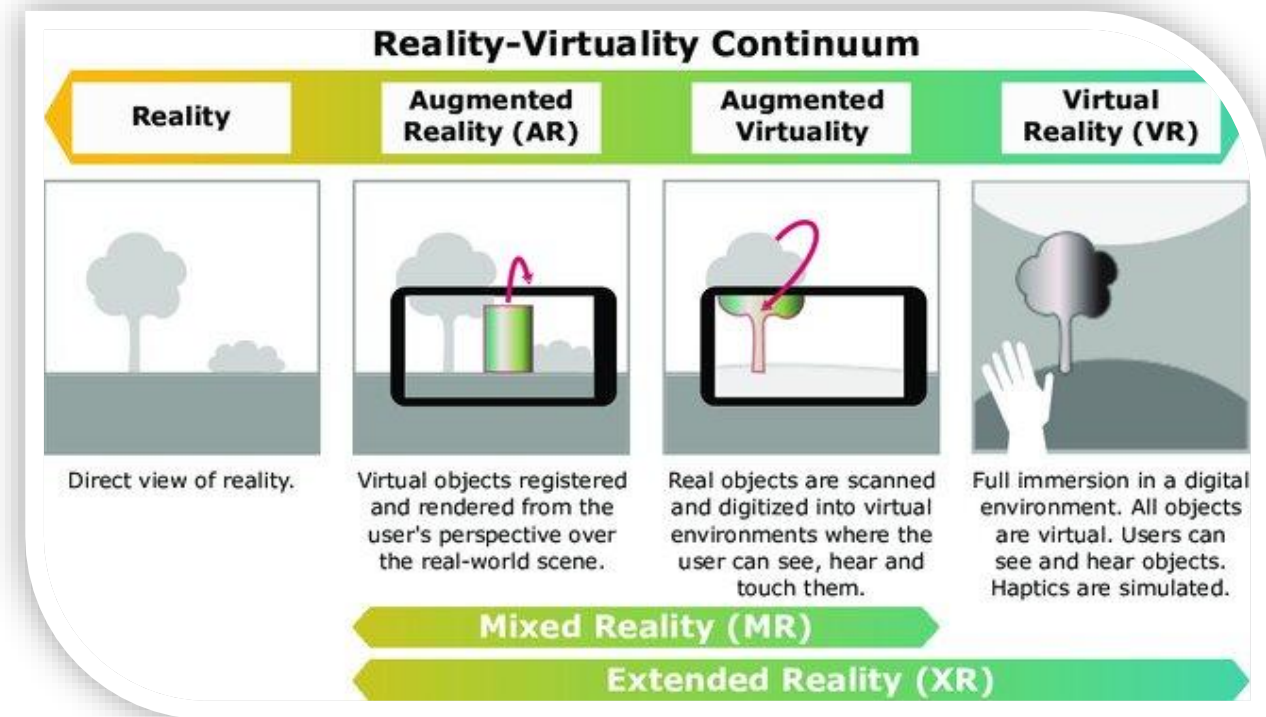 Reality-Virtuality Continuum
Reality
Augmented
Reality (AR)
Augmented
Virtuality
Virtual
Reality (VR)
Direct view of reality.
Virtual objects registered
and rendered from the
user's perspective over
the real-world scene.
Real objects are scanned
and digitized into virtual
environments where the
user can see, hear and
touch them.
Full immersion in a digital
environment. All objects
are virtual. Users can
see and hear objects.
Haptics are simulated.
Mixed Reality (MR)
Extended Reality (XR)